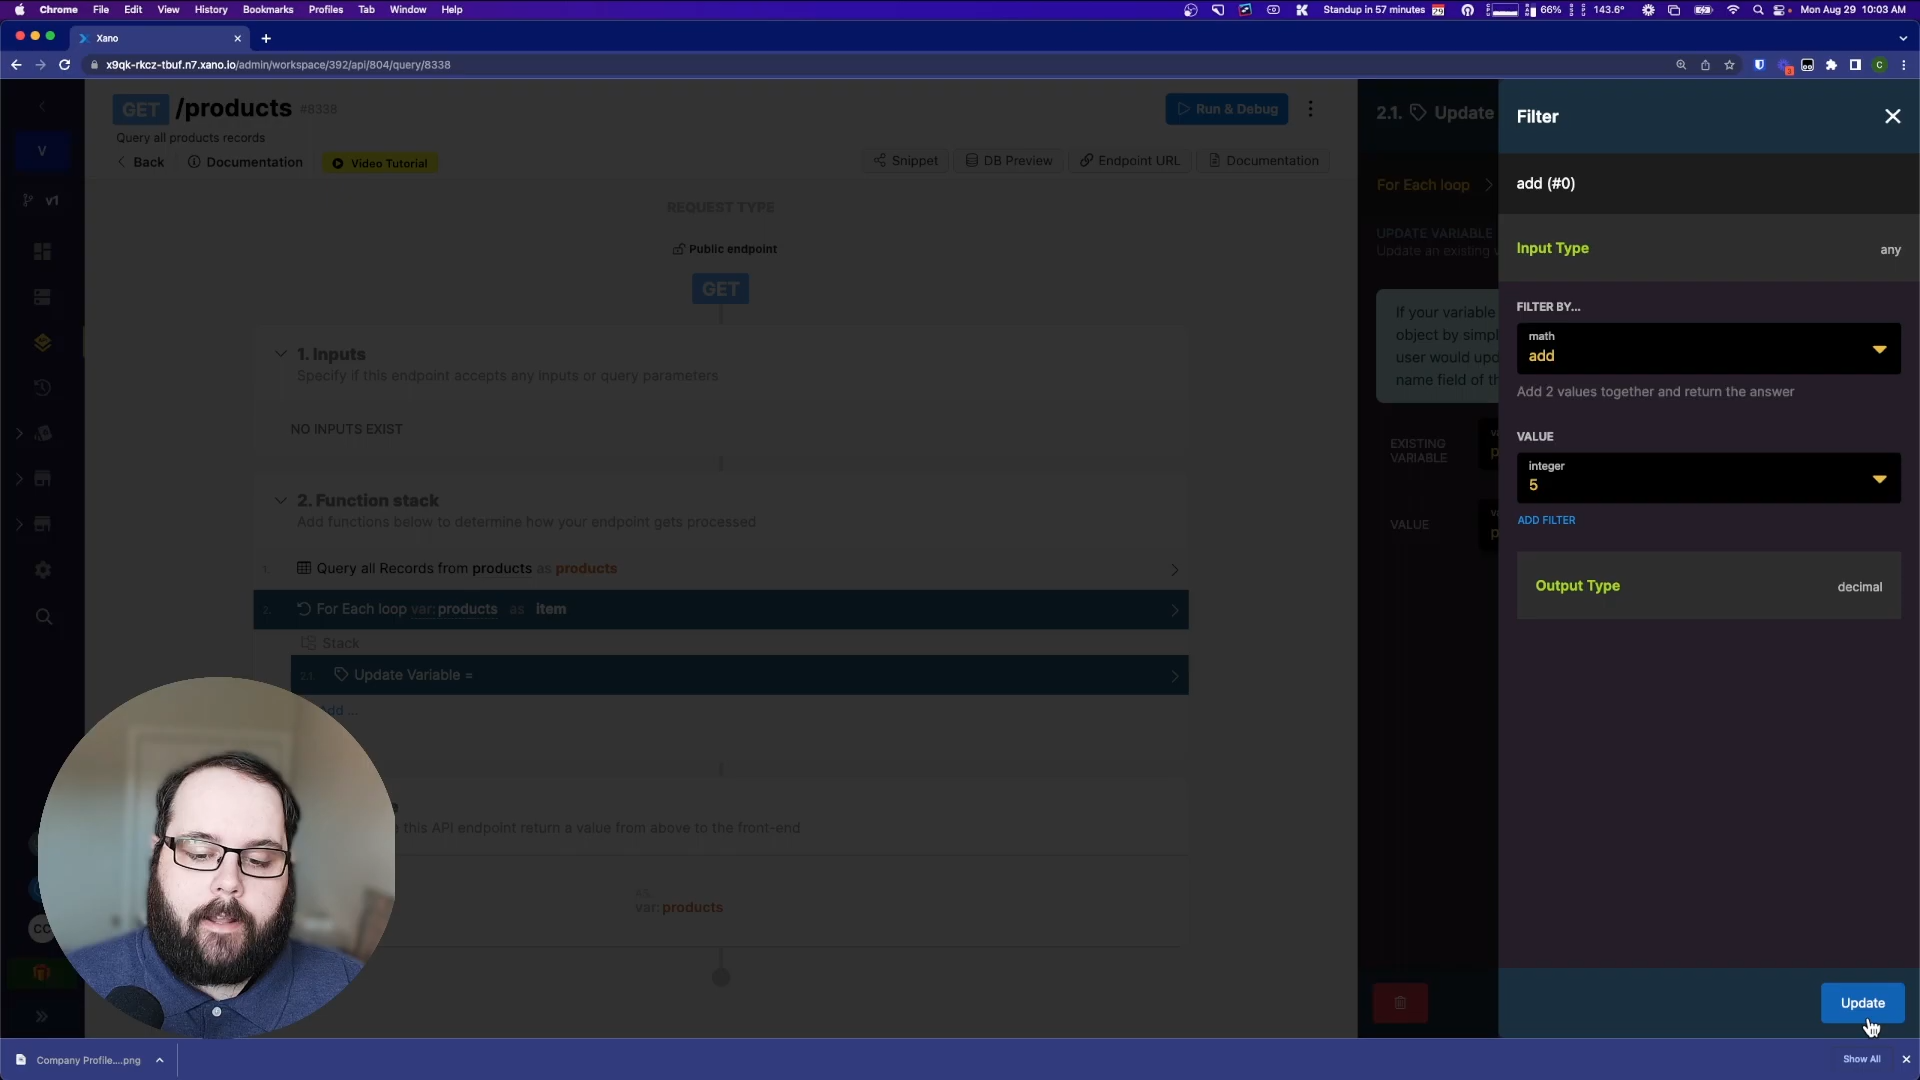 Chrome File Edit View History Bookmarks Profiles Tab Window Help
Standup in 57 minutes 66% 143.6° Mon Aug 29 10:03 AM
Xano
x9qk-rkcz-tbuf.n7.xano.io/admin/workspace/392/api/804/query/8338
V
v1
GET /products #8338
Run & Debug
Query all products records
Back Documentation Video Tutorial
Snippet DB Preview Endpoint URL Documentation
REQUEST TYPE
Public endpoint
GET
1. Inputs
Specify if this endpoint accepts any inputs or query parameters
NO INPUTS EXIST
2. Function stack
Add functions below to determine how your endpoint gets processed
1. Query all Records from products as products
2. For Each loop var: products as item
Stack
2.1 Update Variable =
Add ...
this API endpoint return a value from above to the front-end
var: products
CC
2.1. Update
For Each loop
UPDATE VARIABLE
Update an existing v
If your variable
object by simpl
user would upd
name field of th
EXISTING
VARIABLE
VALUE
Filter
add (#0)
Input Type any
FILTER BY...
math
add
Add 2 values together and return the answer
VALUE
integer
5
ADD FILTER
Output Type decimal
Update
Company Profile....png
Show All